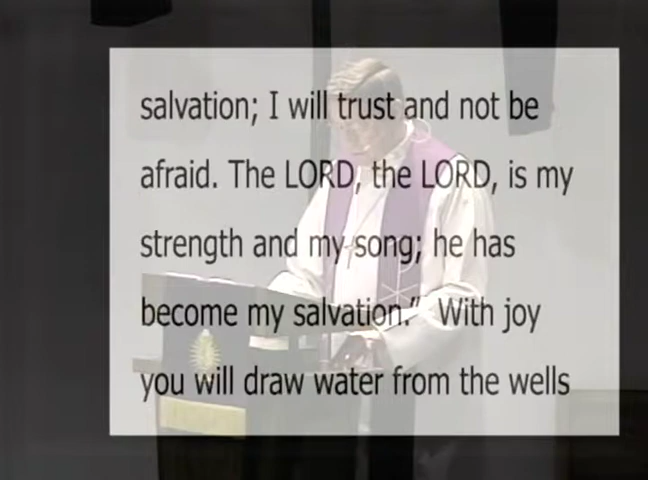 salvation; I will trust and not be
afraid. The LORD, the LORD, is my
strength and my song; he has
become my salvation.” With joy
you will draw water from the wells